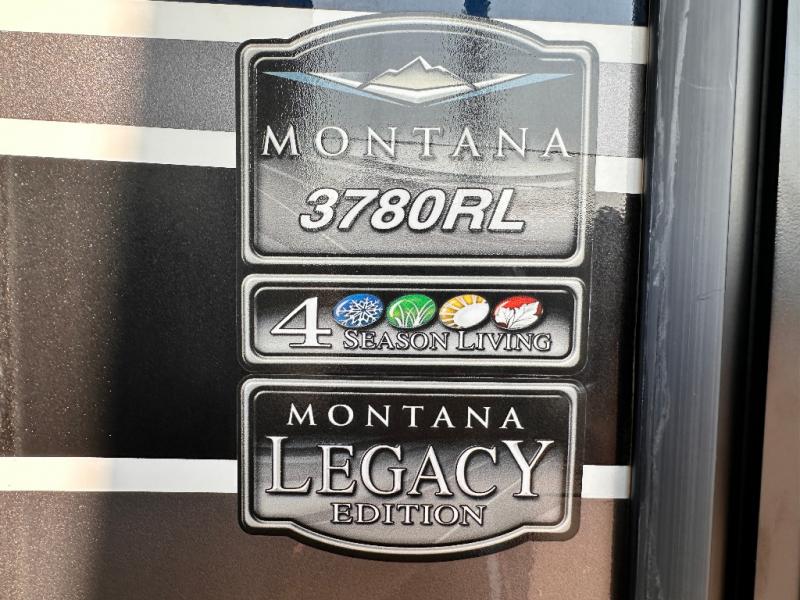 MONTANA
3780RL
4 SEASON LIVING
MONTANA
LEGACY
EDITION